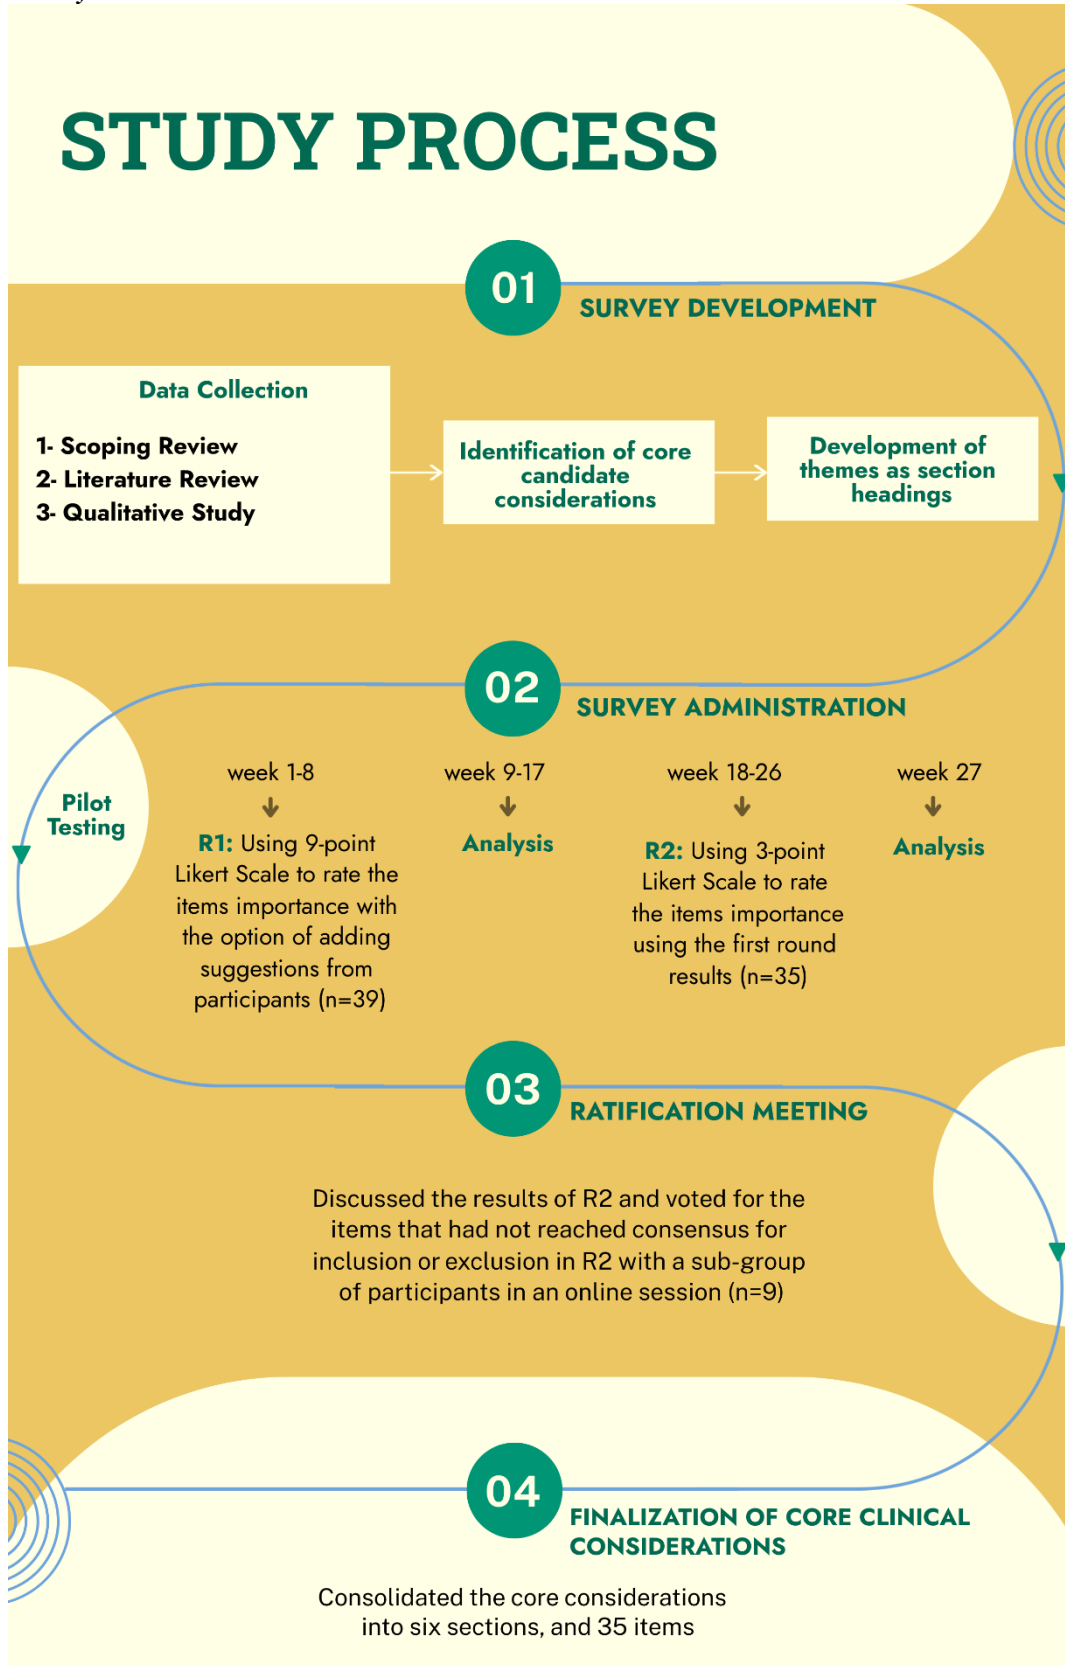 STUDY PROCESS
01
SURVEY DEVELOPMENT
Data Collection
1- Scoping Review
2- Literature Review
3- Qualitative Study
Identification of core
candidate
considerations
Development of
themes as section
headings
02
SURVEY ADMINISTRATION
Pilot
Testing
week 1-8
R1: Using 9-point
Likert Scale to rate the
items importance with
the option of adding
suggestions from
participants (n=39)
week 9-17
Analysis
week 18-26
R2: Using 3-point
Likert Scale to rate
the items importance
using the first round
results (n=35)
week 27
Analysis
03
RATIFICATION MEETING
Discussed the results of R2 and voted for the
items that had not reached consensus for
inclusion or exclusion in R2 with a sub-group
of participants in an online session (n=9)
04
FINALIZATION OF CORE CLINICAL
CONSIDERATIONS
Consolidated the core considerations
into six sections, and 35 items